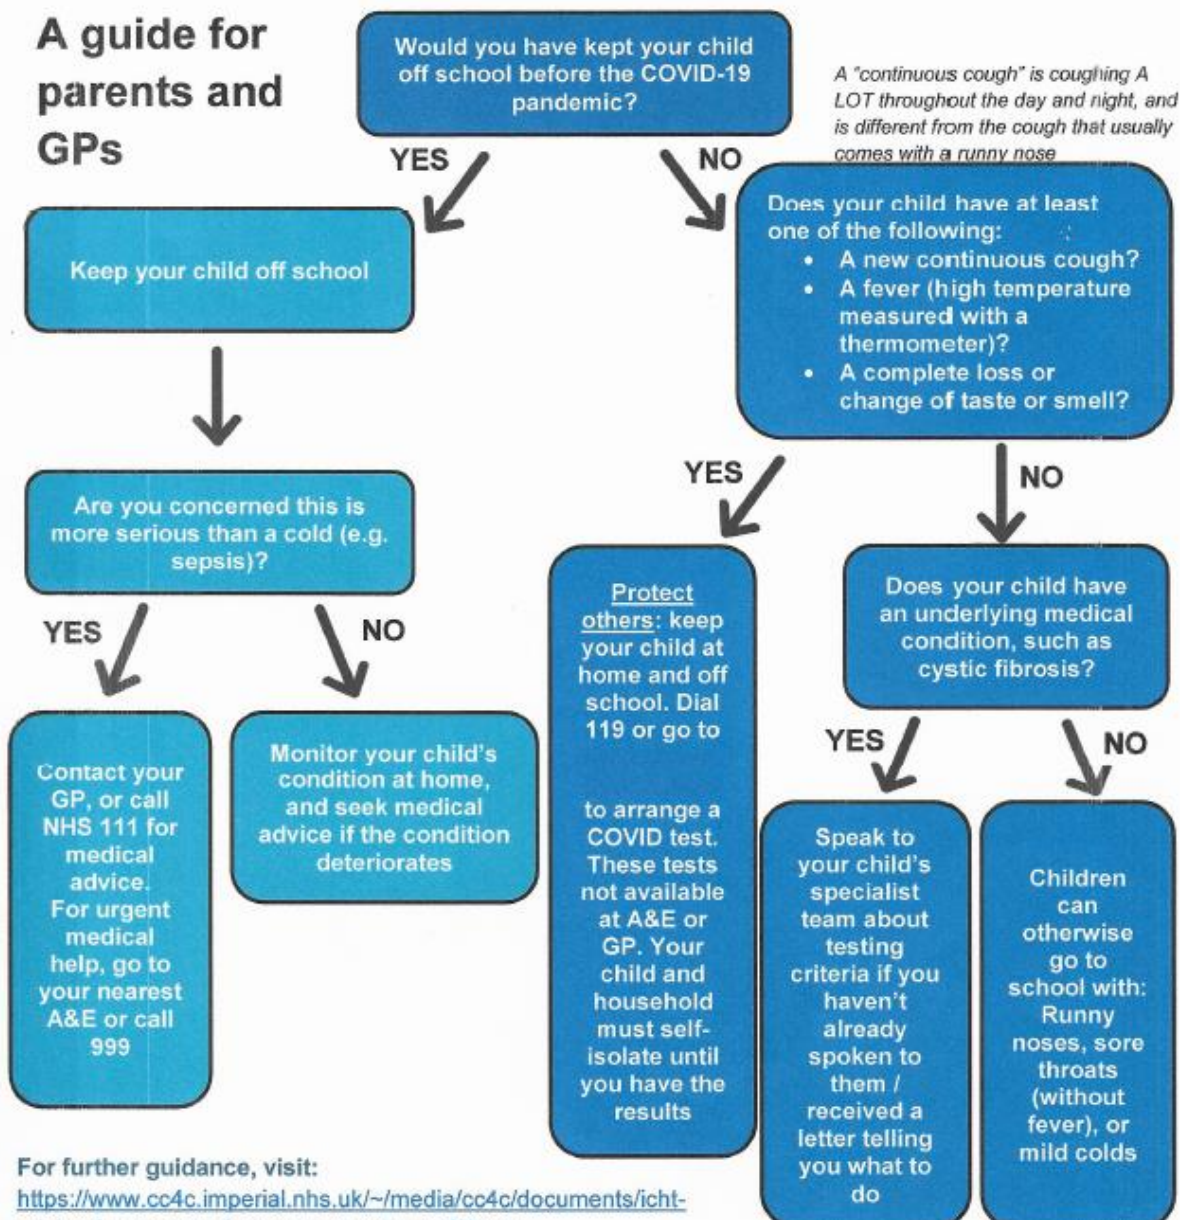 A guide for
parents and
GPs
Would you have kept your child
off school before the COVID-19
pandemic?
A "continuous cough" is coughing A
LOT throughout the day and night, and
is different from the cough that usually
comes with a runny nose
YES
NO
Keep your child off school
Does your child have at least
one of the following:
• A new continuous cough?
• A fever (high temperature
measured with a
thermometer)?
• A complete loss or
change of taste or smell?
Are you concerned this is
more serious than a cold (e.g.
sepsis)?
YES
NO
YES
NO
Contact your
GP, or call
NHS 111 for
medical
advice.
For urgent
medical
help, go to
your nearest
A&E or call
999
Monitor your child's
condition at home,
and seek medical
advice if the condition
deteriorates
Protect
others: keep
your child at
home and off
school. Dial
119 or go to
to arrange a
COVID test.
These tests
not available
at A&E or
GP. Your
child and
household
must self-
isolate until
you have the
results
Does your child have
an underlying medical
condition, such as
cystic fibrosis?
YES
NO
Speak to
your child's
specialist
team about
testing
criteria if you
haven't
already
spoken to
them /
received a
letter telling
you what to
do
Children
can
otherwise
go to
school with:
Runny
noses, sore
throats
(without
fever), or
mild colds
For further guidance, visit:
https://www.cc4c.imperial.nhs.uk/~/media/cc4c/documents/icht-